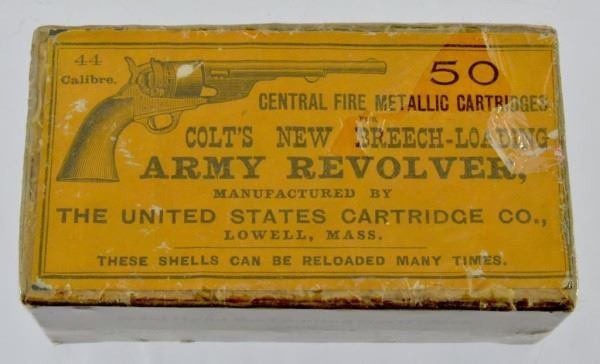 44
Calibre.
50
CENTRAL FIRE METALLIC CARTRIDGES
FOR
COLT'S NEW BREECH-LOADING
ARMY REVOLVER,
MANUFACTURED BY
THE UNITED STATES CARTRIDGE CO.,
LOWELL, MASS.
THESE SHELLS CAN BE RELOADED MANY TIMES.